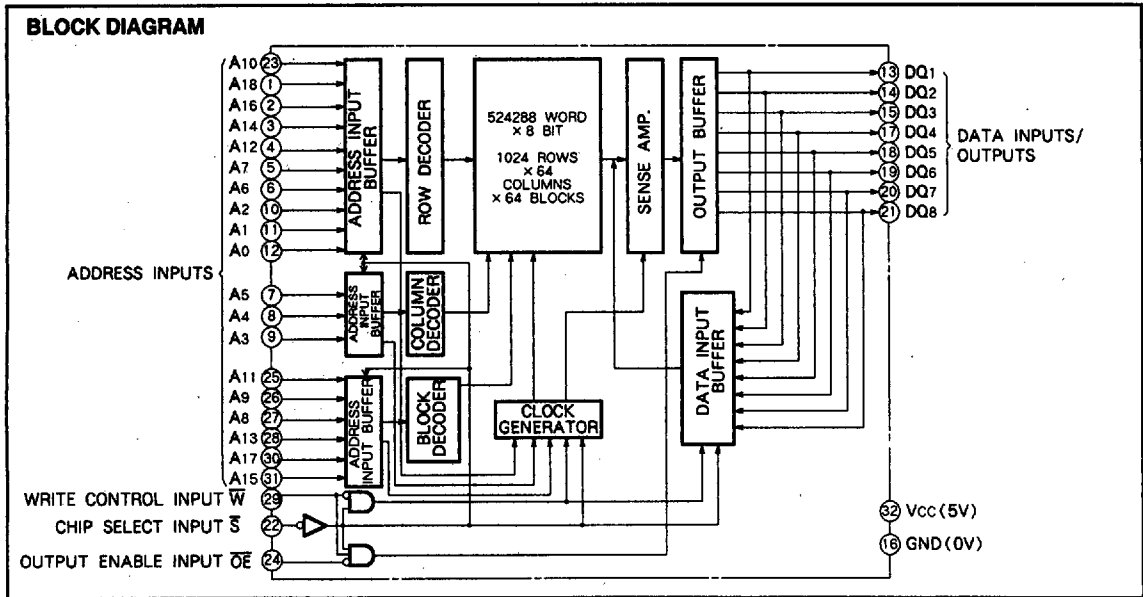 BLOCK DIAGRAM
A10 23
A18 1
A16 2
A14 3
A12 4
A7 5
A6 6
A2 10
A1 11
A0 12
ADDRESS INPUTS
A5 7
A4 8
A3 9
A11 25
A9 26
A8 27
A13 28
A17 30
A15 31
WRITE CONTROL INPUT W̅ 29
CHIP SELECT INPUT S̅ 22
OUTPUT ENABLE INPUT O̅E̅ 24
ADDRESS INPUT
BUFFER
ROW DECODER
524288 WORD
× 8 BIT
1024 ROWS
× 64
COLUMNS
× 64 BLOCKS
SENSE AMP.
OUTPUT BUFFER
ADDRESS
INPUT
BUFFER
COLUMN
DECODER
ADDRESS
INPUT BUFFER
BLOCK
DECODER
CLOCK
GENERATOR
DATA INPUT
BUFFER
13 DQ1
14 DQ2
15 DQ3
17 DQ4
18 DQ5
19 DQ6
20 DQ7
21 DQ8
DATA INPUTS/
OUTPUTS
32 VCC (5V)
16 GND (0V)